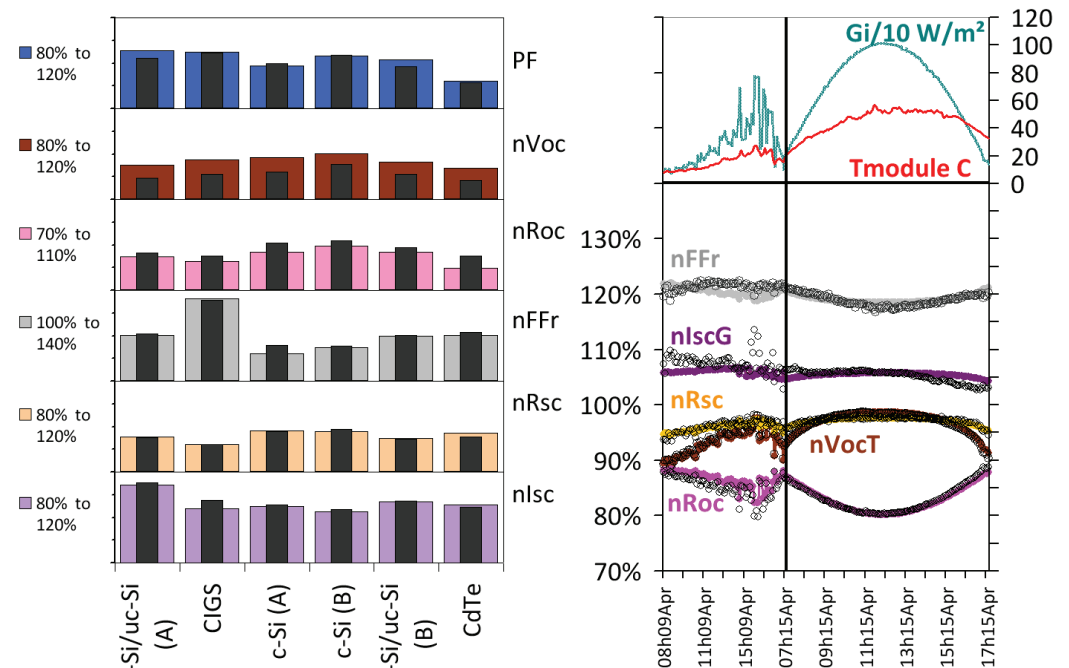 80% to
120%
PF
80% to
120%
nVoc
70% to
110%
nRoc
100% to
140%
nFFr
80% to
120%
nRsc
80% to
120%
nIsc
-Si/uc-Si
(A)
CIGS
c-Si (A)
c-Si (B)
-Si/uc-Si
(B)
CdTe
Gi/10 W/m²
Tmodule C
120
100
80
60
40
20
0
130%
120%
110%
100%
90%
80%
70%
nFFr
nIscG
nRsc
nVocT
nRoc
08h09Apr
11h09Apr
15h09Apr
07h15Apr
09h15Apr
11h15Apr
13h15Apr
15h15Apr
17h15Apr